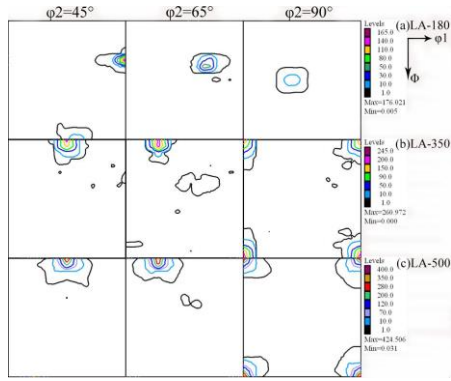 φ2=45° φ2=65° φ2=90°
(a)LA-180
Levels
165.0
140.0
110.0
80.0
50.0
30.0
10.0
1.0
Max=176.021
Min=0.005
φ1
Φ
(b)LA-350
Levels
245.0
200.0
150.0
90.0
50.0
10.0
1.0
Max=260.972
Min=0.000
(c)LA-500
Levels
400.0
350.0
280.0
200.0
120.0
70.0
10.0
1.0
Max=424.506
Min=0.031